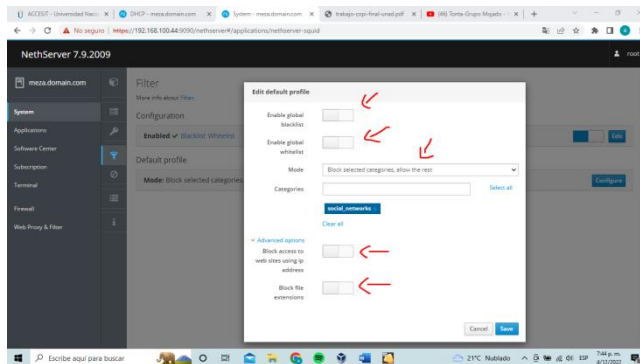 ACCESIT - Universidad Nacio
DHCP - meza.domain.com
System - meza.domain.com
trabajo-ccpi-final-unad.pdf
(46) Tonta-Grupo Mojado -
No seguro | https://192.168.100.44:9090/nethserver#/applications/nethserver-squid
NethServer 7.9.2009
root
meza.domain.com
System
Applications
Software Center
Subscription
Terminal
Firewall
Web Proxy & Filter
Filter
More info about Filter.
Configuration
Enabled ✔ Blacklist Whitelist
Edit
Default profile
Mode: Block selected categories,
Configure
Edit default profile
Enable global
blacklist
Enable global
whitelist
Mode
Block selected categories, allow the rest
Categories
Select all
social_networks
Clear all
Advanced options
Block access to
web sites using ip
address
Block file
extensions
Cancel
Save
Escribe aquí para buscar
21°C Nublado
ESP
7:44 p. m.
4/12/2022